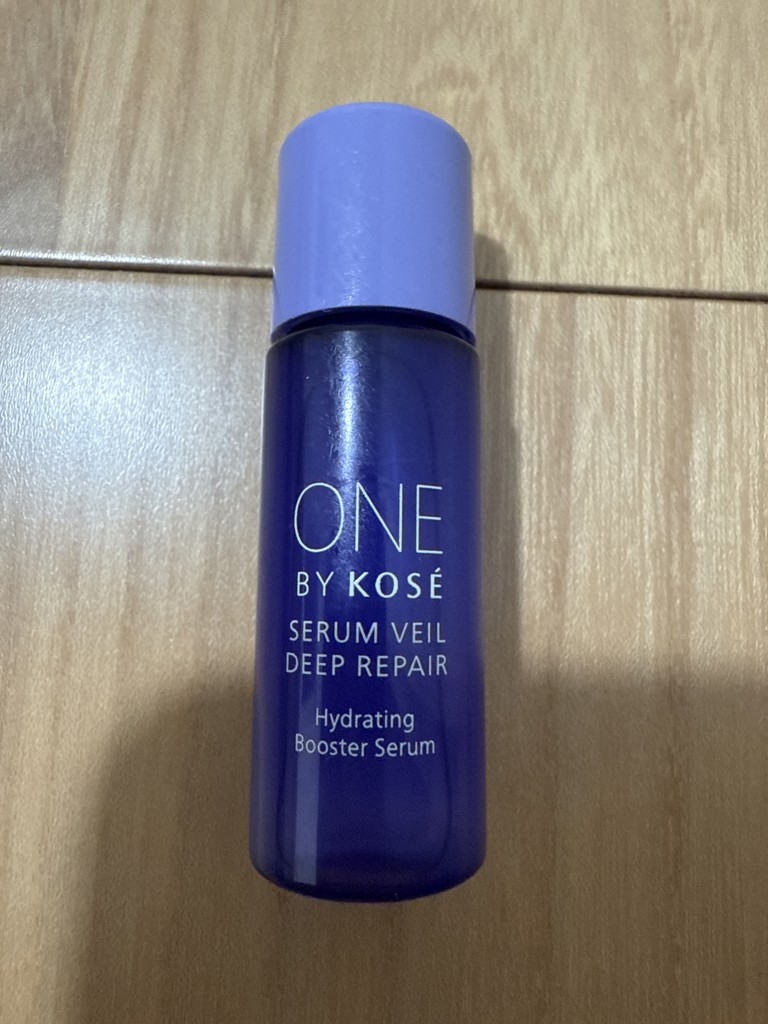 ONE
BY KOSÉ
SERUM VEIL
DEEP REPAIR
Hydrating
Booster Serum